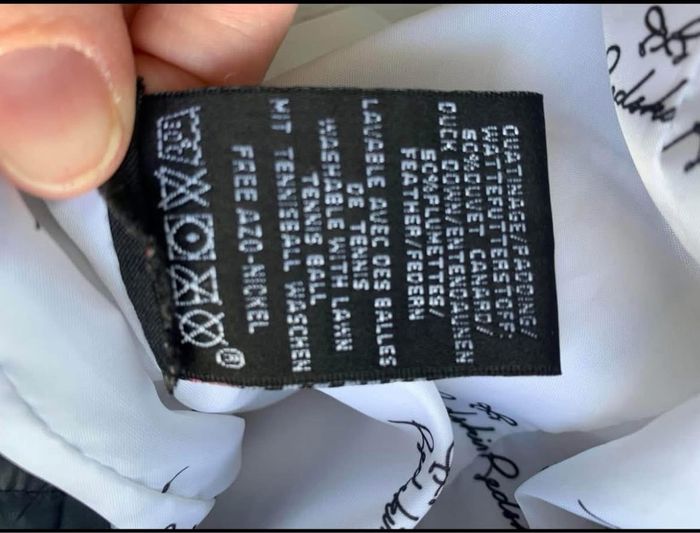 OUATINAGE/PADDING/
WATTEFUTTERSTOFF:
50%DUVET CANARD/
DUCK DOWN/ENTENDAUNEN
50%PLUMETTES/
FEATHER/FEDERN
LAVABLE AVEC DES BALLES
DE TENNIS
WASHABLE WITH LAWN
TENNIS BALL
MIT TENNISBALL WASCHEN
FREE AZO-NICKEL
30